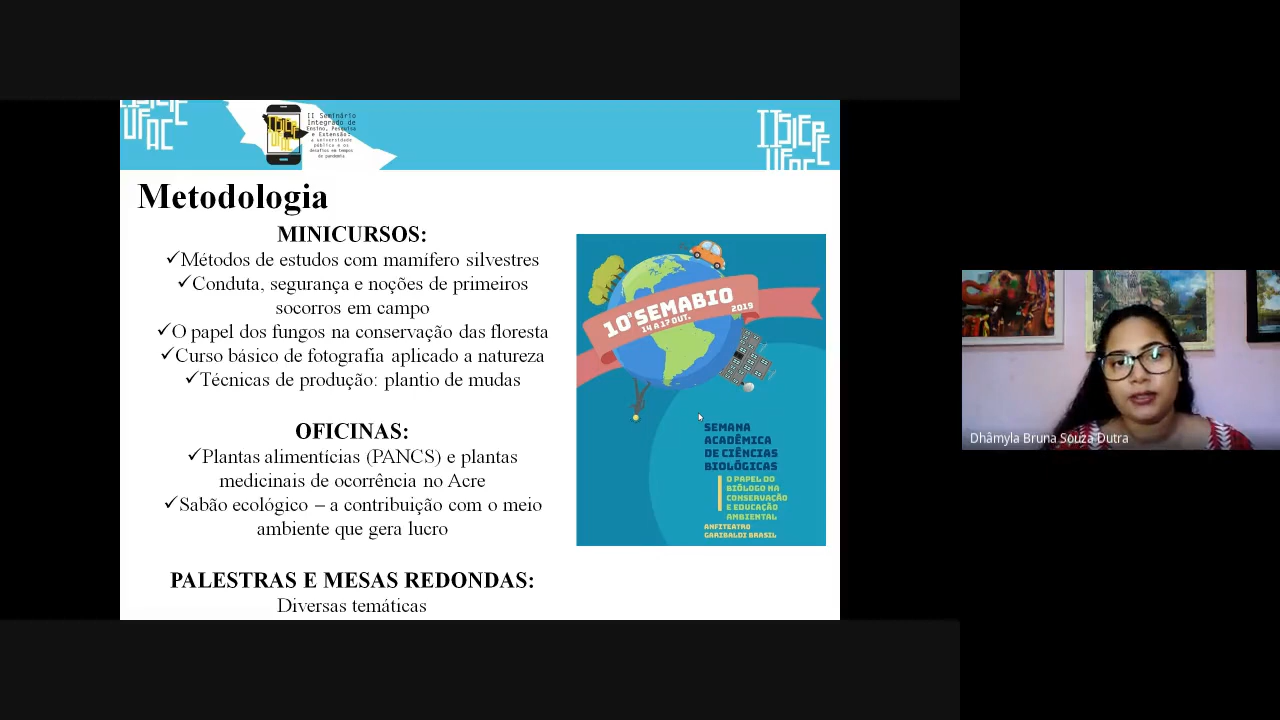 IISIEPE
UFAC
II Seminário
Integrado de
Ensino, Pesquisa
e Extensão:
a universidade
pública e os
desafios em tempos
de pandemia
IISIEPE
UFAC
Metodologia
MINICURSOS:
✓Métodos de estudos com mamífero silvestres
✓Conduta, segurança e noções de primeiros
socorros em campo
✓O papel dos fungos na conservação das floresta
✓Curso básico de fotografia aplicado a natureza
✓Técnicas de produção: plantio de mudas
OFICINAS:
✓Plantas alimentícias (PANCS) e plantas
medicinais de ocorrência no Acre
✓Sabão ecológico – a contribuição com o meio
ambiente que gera lucro
PALESTRAS E MESAS REDONDAS:
Diversas temáticas
10ª SEMABIO
14 A 17 OUT. 2019
SEMANA
ACADÊMICA
DE CIÊNCIAS
BIOLÓGICAS
O PAPEL DO
BIÓLOGO NA
CONSERVAÇÃO
E EDUCAÇÃO
AMBIENTAL
ANFITEATRO
GARIBALDI BRASIL
Dhâmyla Bruna Souza Dutra